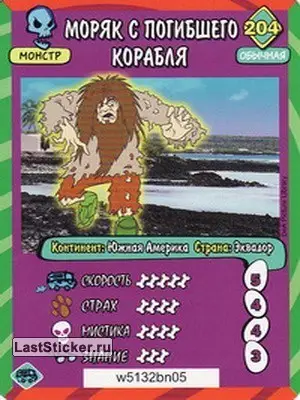 МОРЯК С ПОГИБШЕГО
КОРАБЛЯ
204
МОНСТР
ОБЫЧНАЯ
Континент: Южная Америка Страна: Эквадор
СКОРОСТЬ 5
СТРАХ 4
МИСТИКА 4
ЗНАНИЕ 3
LastSticker.ru
w5132bn05